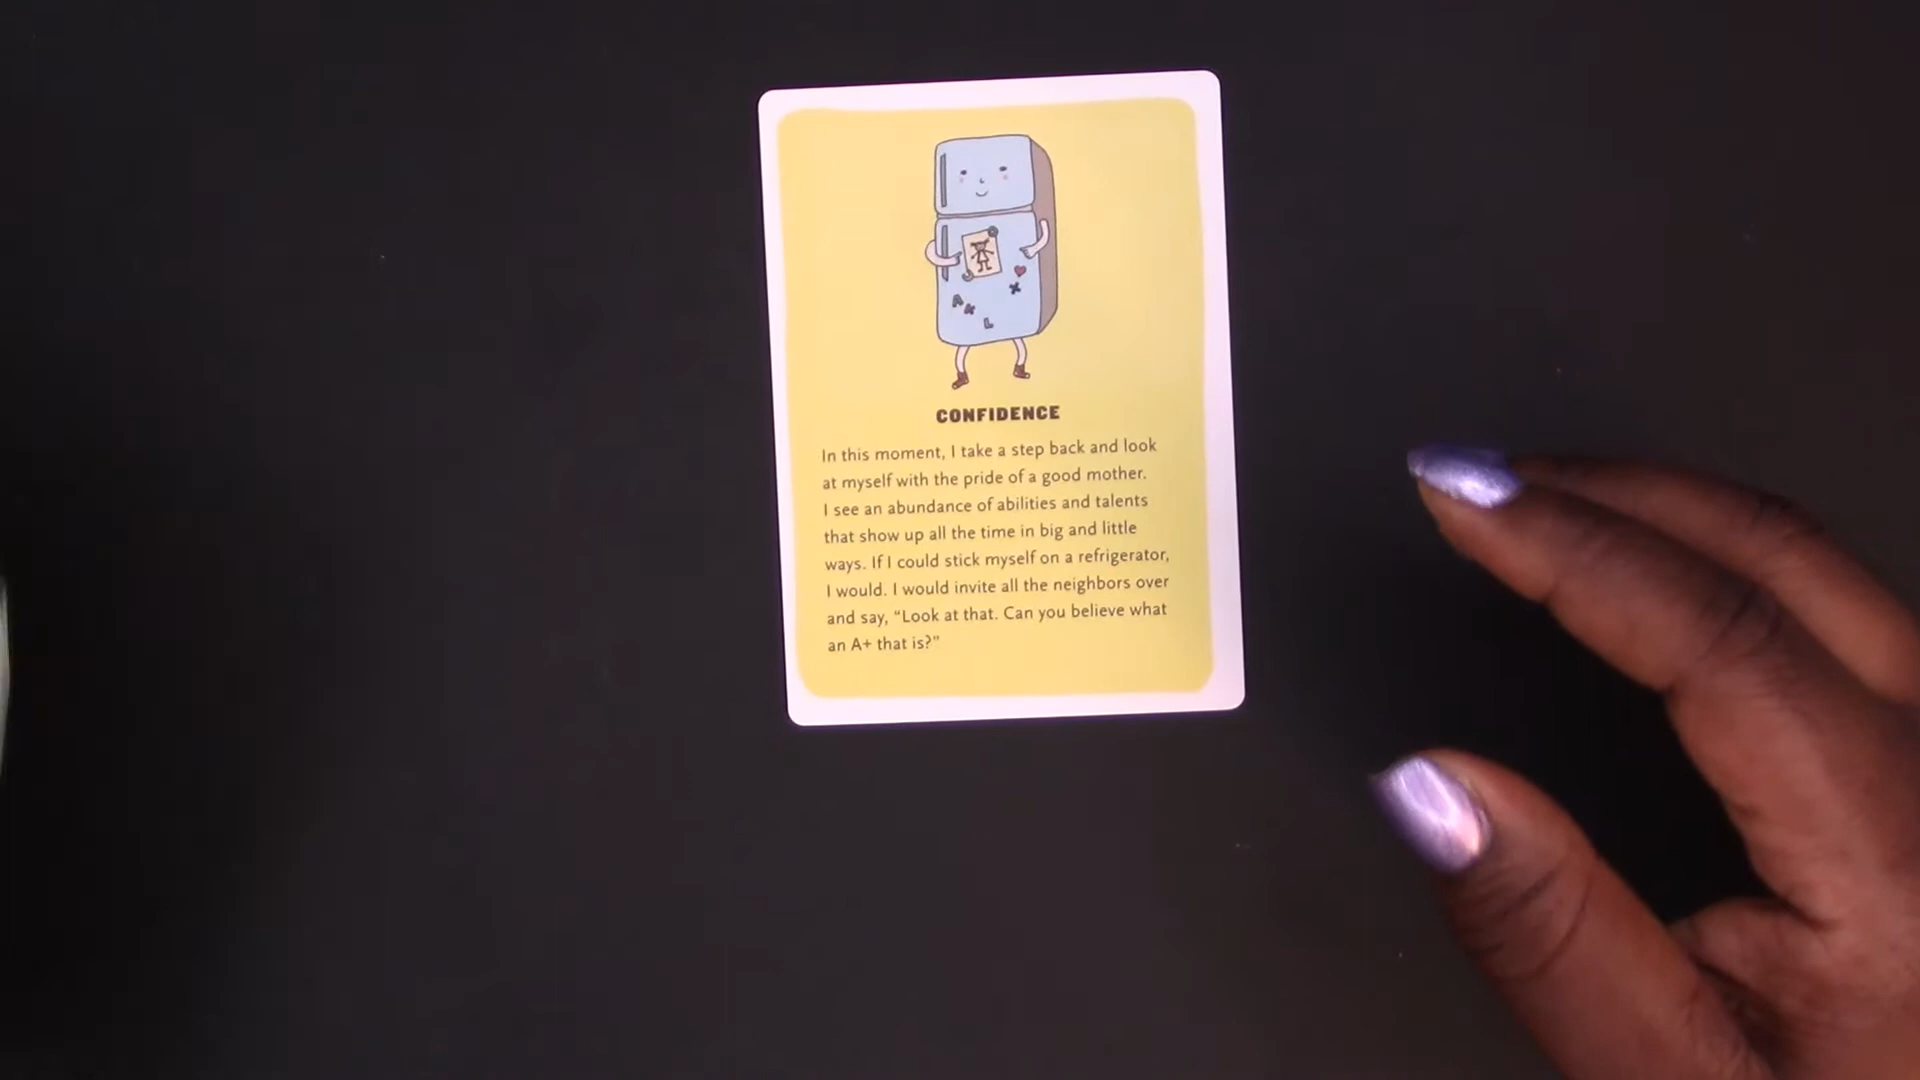 A
X
X
L
CONFIDENCE
In this moment, I take a step back and look
at myself with the pride of a good mother.
I see an abundance of abilities and talents
that show up all the time in big and little
ways. If I could stick myself on a refrigerator,
I would. I would invite all the neighbors over
and say, “Look at that. Can you believe what
an A+ that is?”